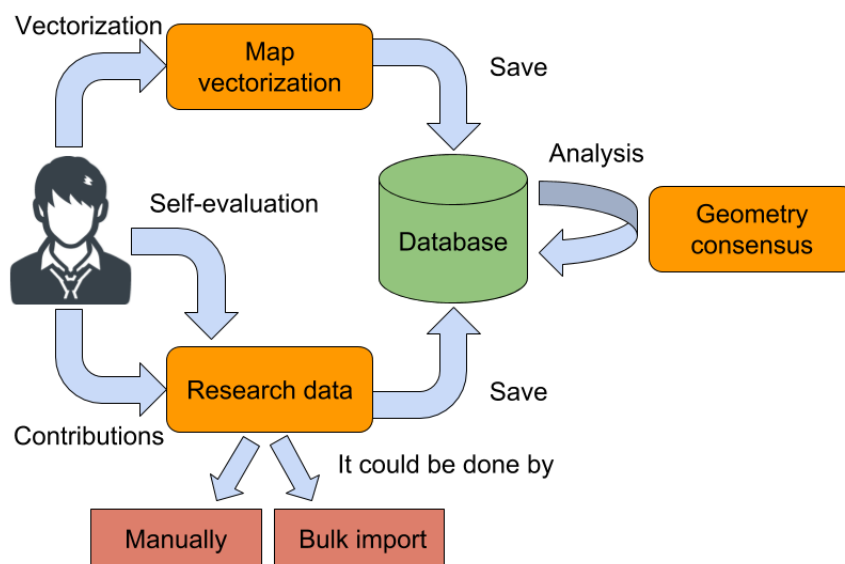 Vectorization
Map
vectorization
Save
Analysis
Self-evaluation
Database
Geometry
consensus
Research data
Save
Contributions
It could be done by
Manually
Bulk import